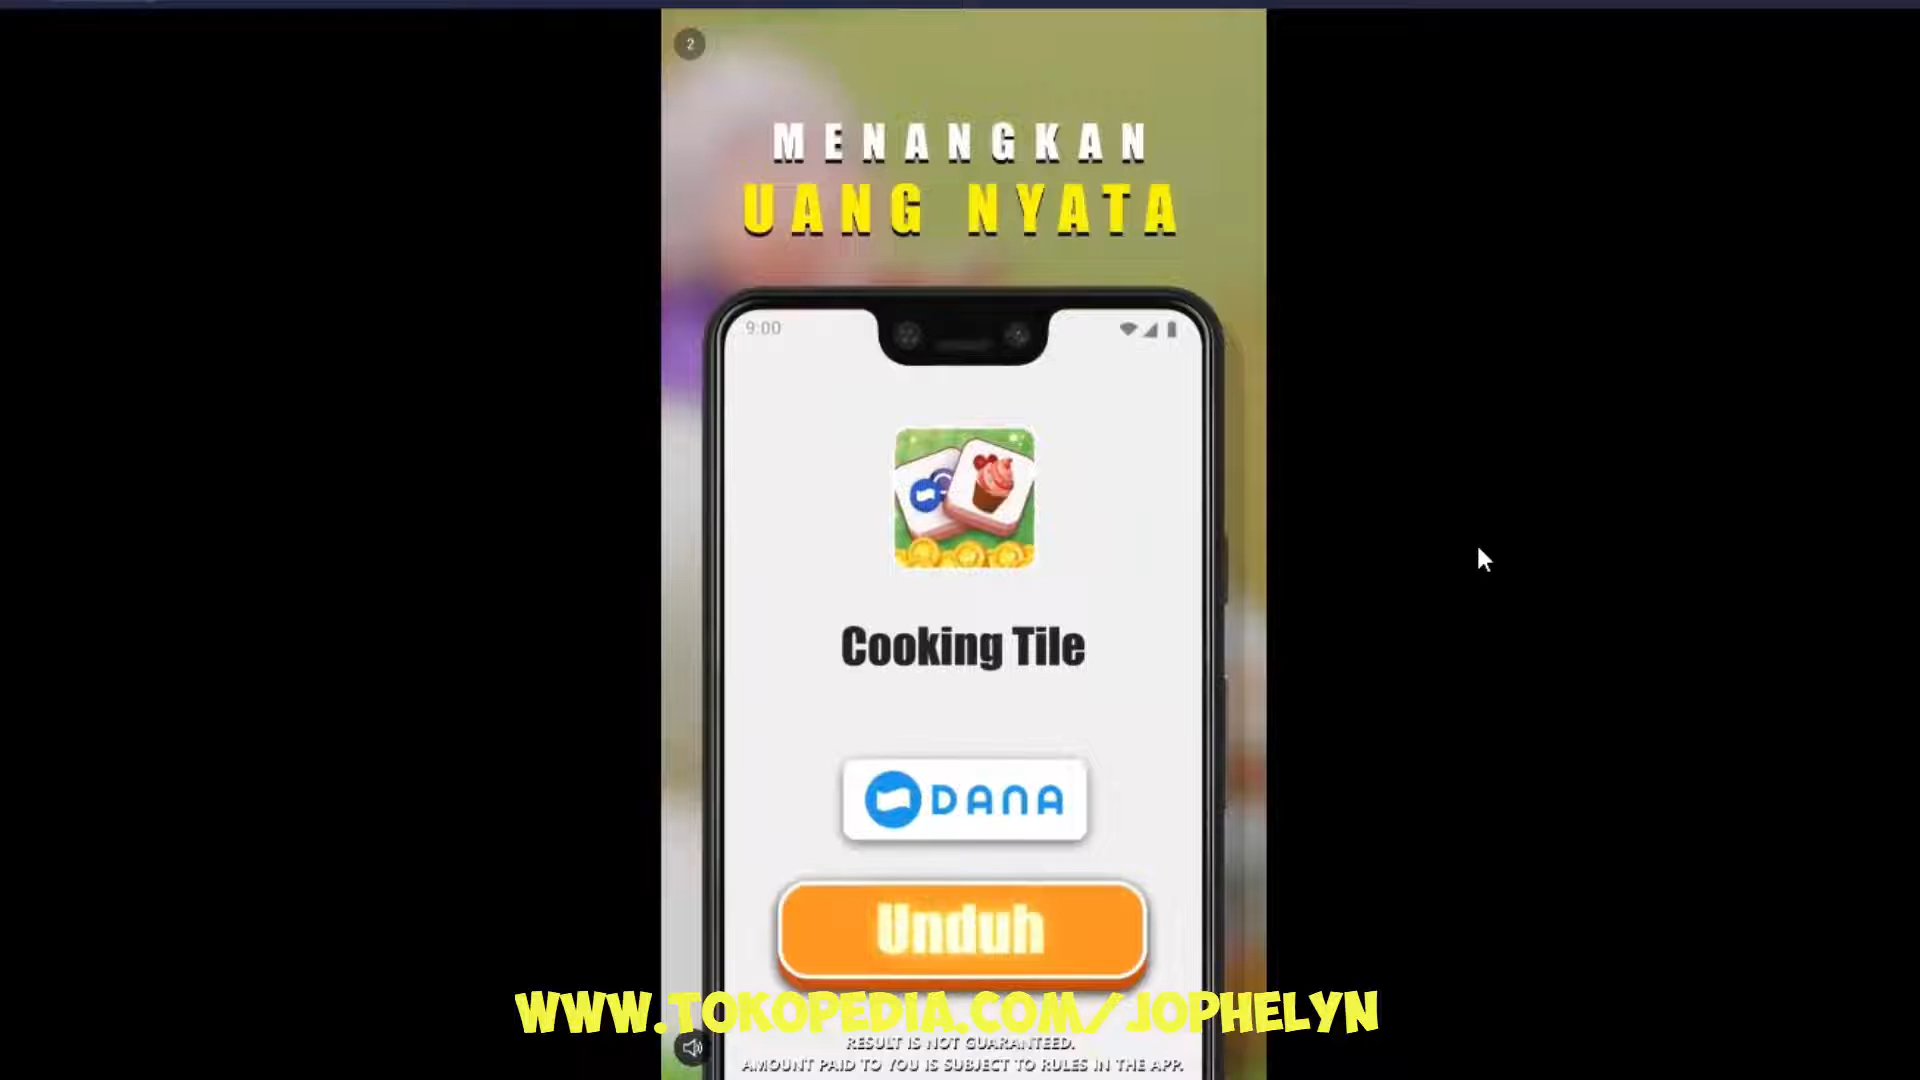 2
MENANGKAN
UANG NYATA
9:00
Cooking Tile
DANA
Unduh
WWW.TOKOPEDIA.COM/JOPHELYN
RESULT IS NOT GUARANTEED.
AMOUNT PAID TO YOU IS SUBJECT TO RULES IN THE APP.